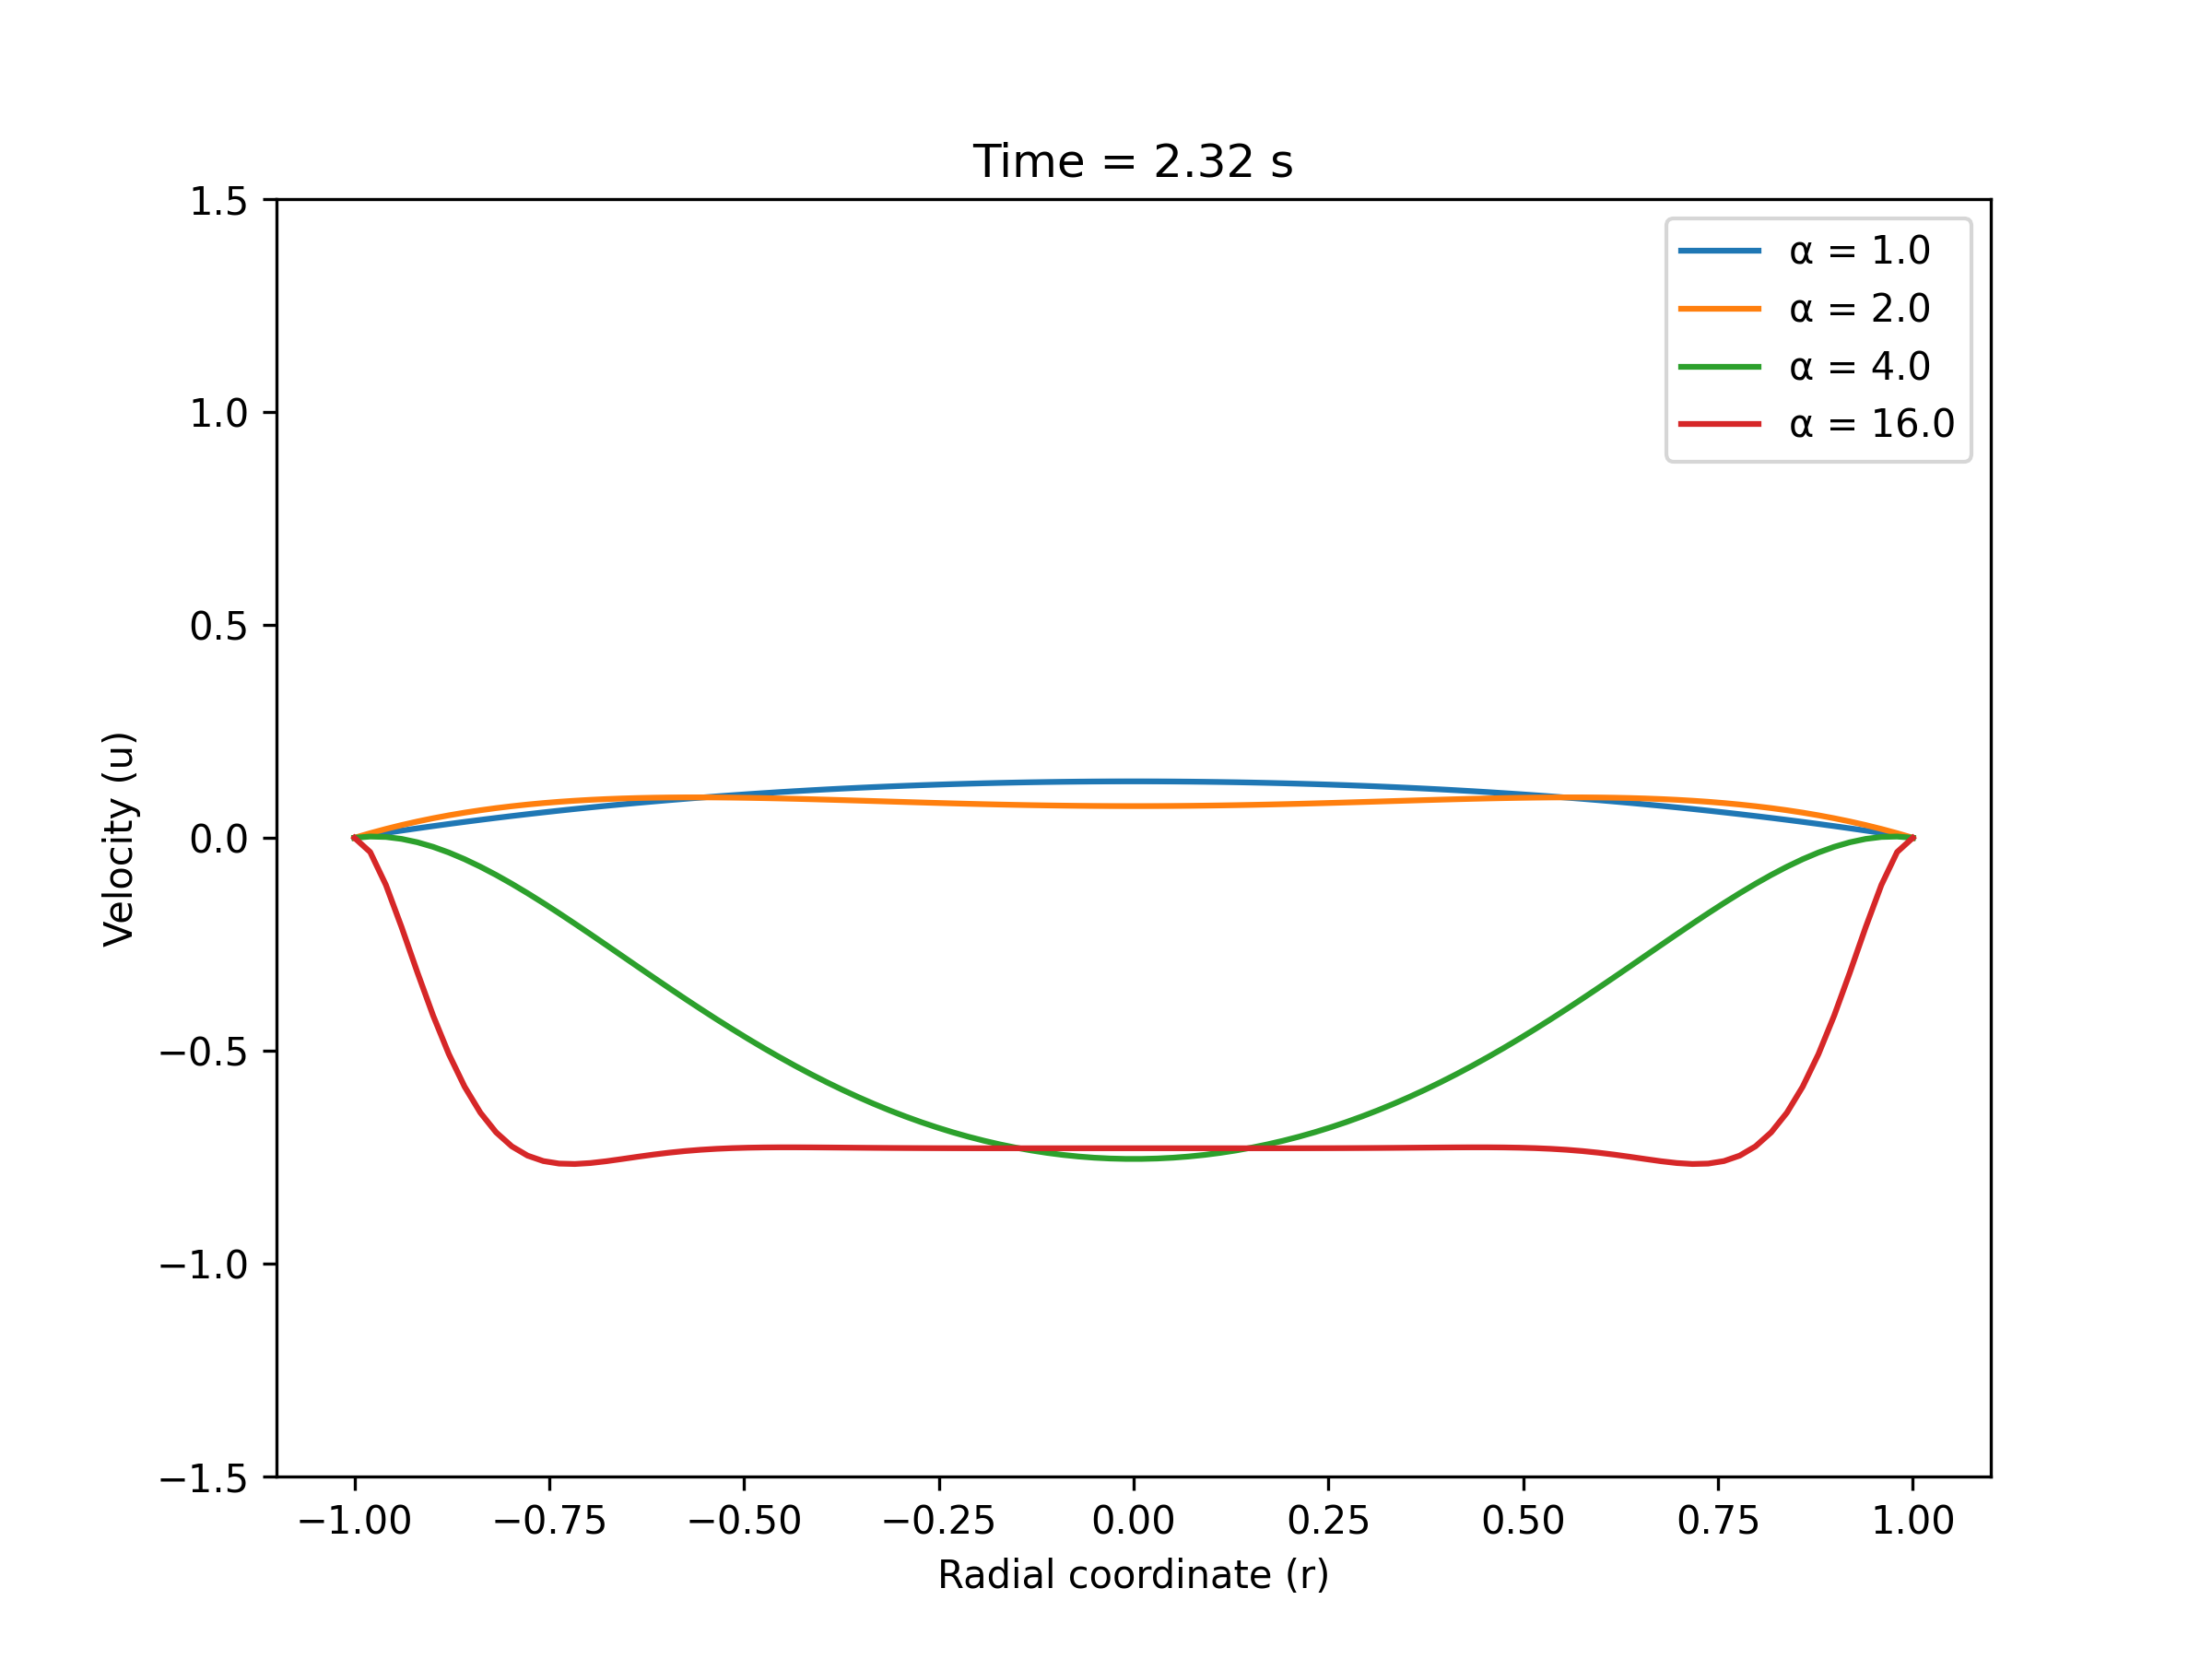 Time = 2.32 s
1.5
1.0
0.5
0.0
−0.5
−1.0
−1.5
Velocity (u)
α = 1.0
α = 2.0
α = 4.0
α = 16.0
−1.00 −0.75 −0.50 −0.25 0.00 0.25 0.50 0.75 1.00
Radial coordinate (r)